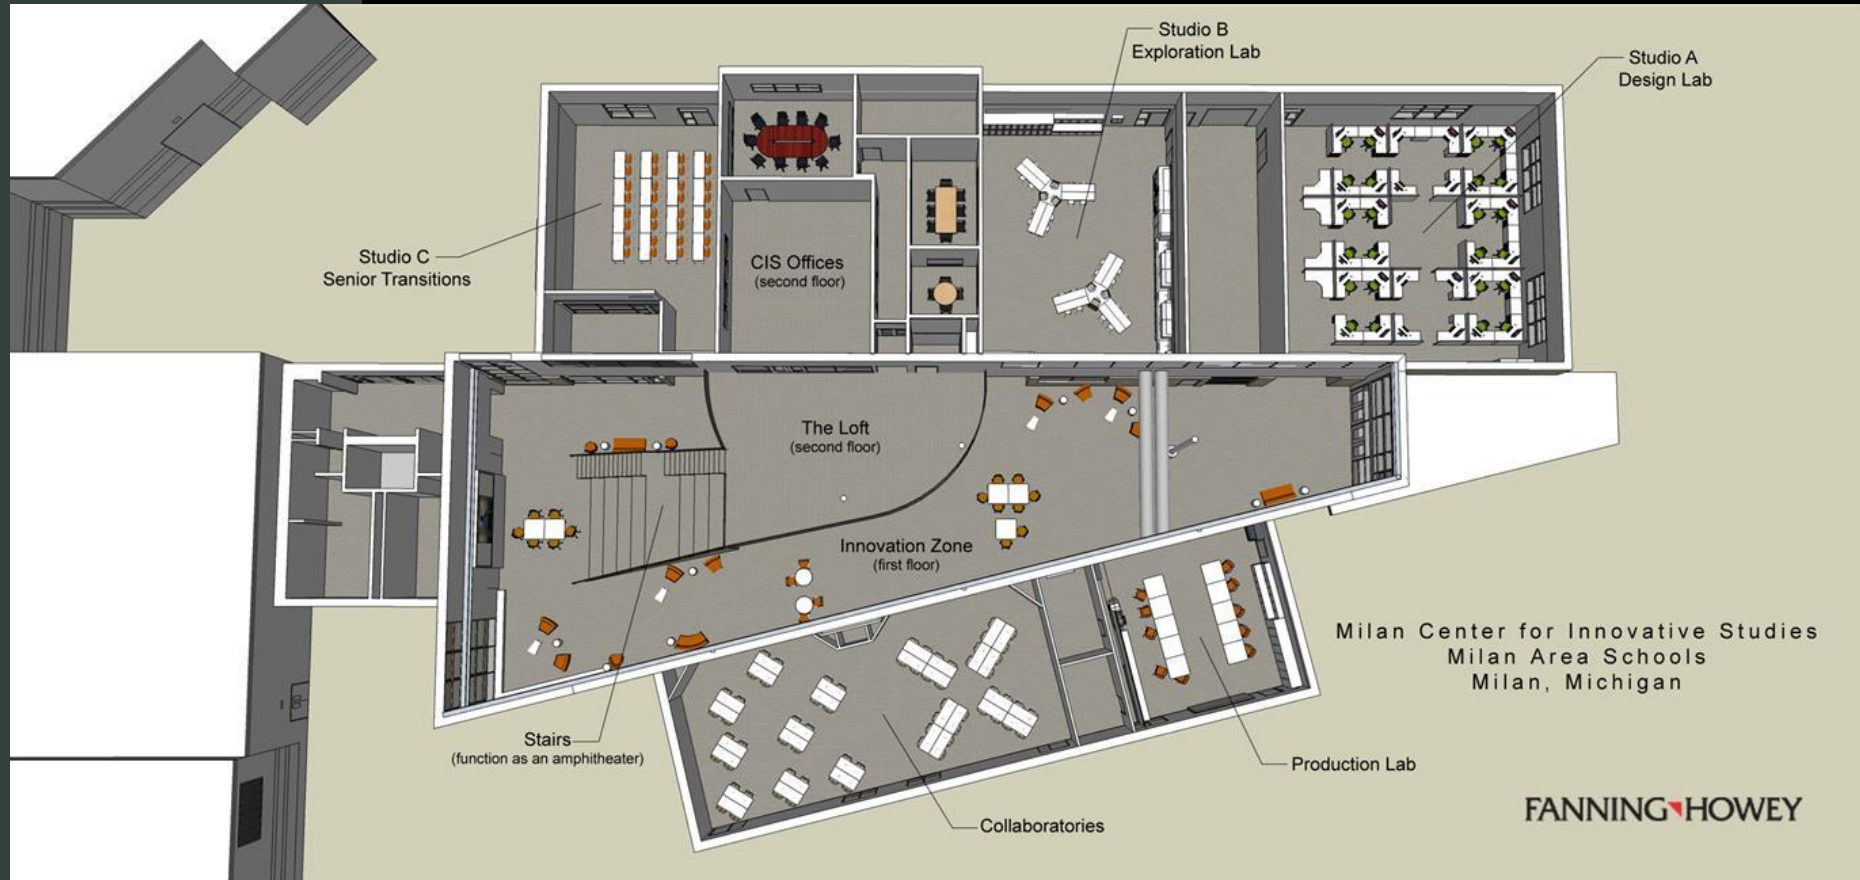 Studio B
Exploration Lab
Studio A
Design Lab
Studio C
Senior Transitions
CIS Offices
(second floor)
The Loft
(second floor)
Innovation Zone
(first floor)
Stairs
(function as an amphitheater)
Collaboratories
Production Lab
Milan Center for Innovative Studies
Milan Area Schools
Milan, Michigan
FANNING HOWEY